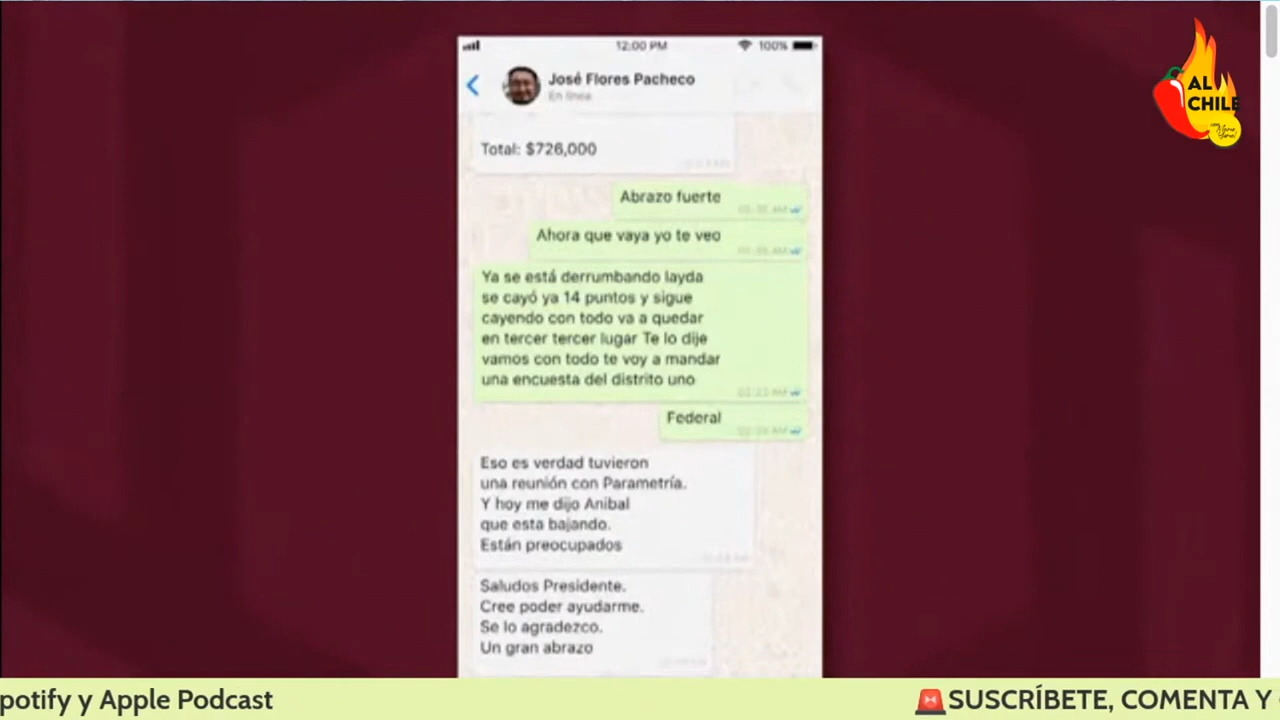 12:00 PM
100%
José Flores Pacheco
En línea
AL
CHILE
Total: $726,000
Abrazo fuerte
Ahora que vaya yo te veo
Ya se está derrumbando layda
se cayó ya 14 puntos y sigue
cayendo con todo va a quedar
en tercer tercer lugar Te lo dije
vamos con todo te voy a mandar
una encuesta del distrito uno
Federal
Eso es verdad tuvieron
una reunión con Parametría.
Y hoy me dijo Anibal
que esta bajando.
Están preocupados
Saludos Presidente.
Cree poder ayudarme.
Se lo agradezco.
Un gran abrazo
potify y Apple Podcast
SUSCRÍBETE, COMENTA Y